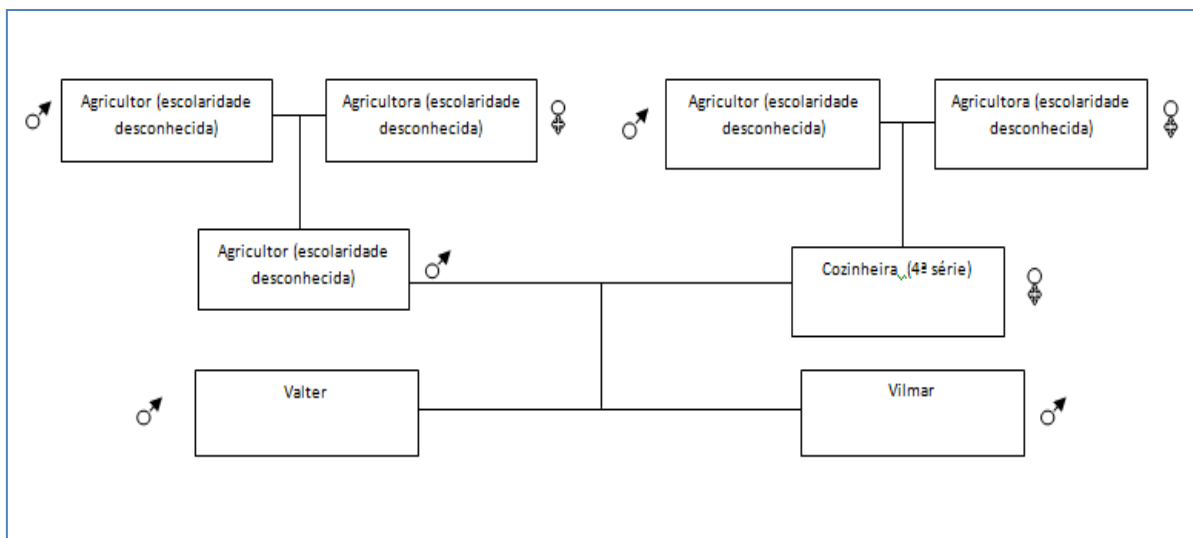 Agricultor (escolaridade
desconhecida)
Agricultora (escolaridade
desconhecida)
Agricultor (escolaridade
desconhecida)
Agricultora (escolaridade
desconhecida)
Agricultor (escolaridade
desconhecida)
Cozinheira (4ª série)
Valter
Vilmar